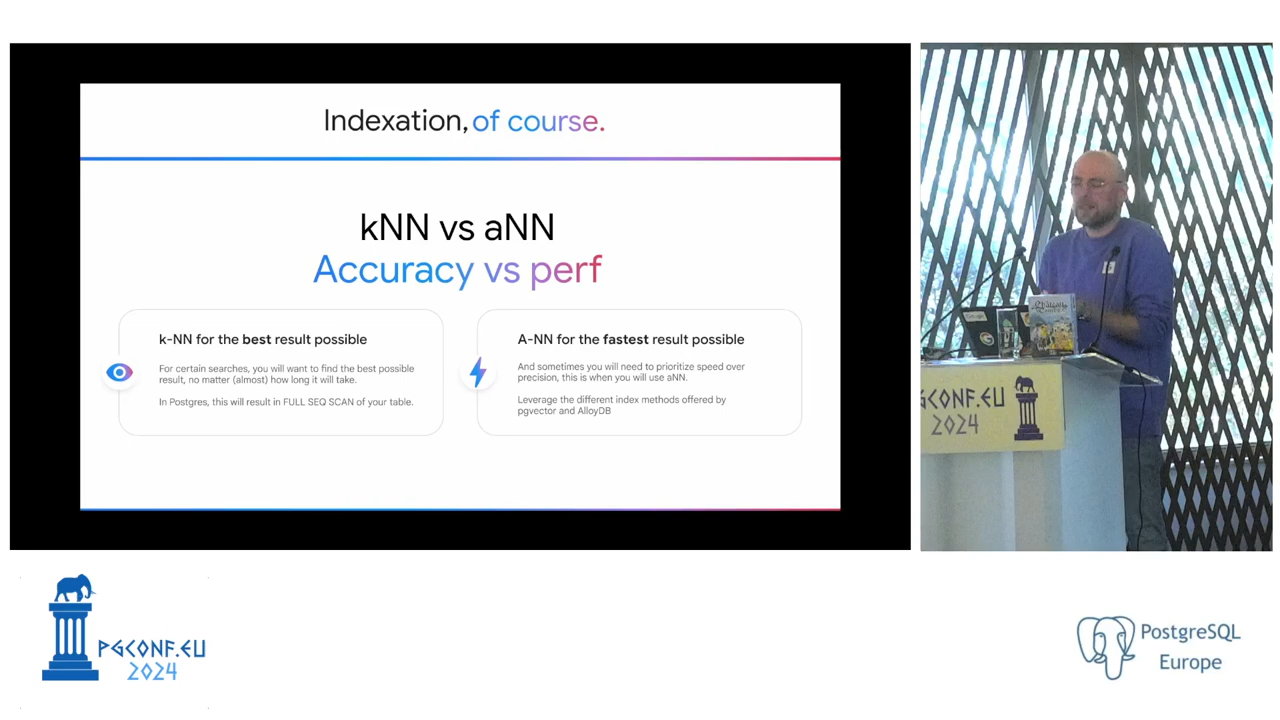 Indexation, of course.
kNN vs aNN
Accuracy vs perf
k-NN for the best result possible
For certain searches, you will want to find the best possible
result, no matter (almost) how long it will take.
In Postgres, this will result in FULL SEQ SCAN of your table.
A-NN for the fastest result possible
And sometimes you will need to prioritize speed over
precision, this is when you will use aNN.
Leverage the different index methods offered by
pgvector and AlloyDB
GCONF.EU
2024
PGCONF.EU
2024
PostgreSQL
Europe